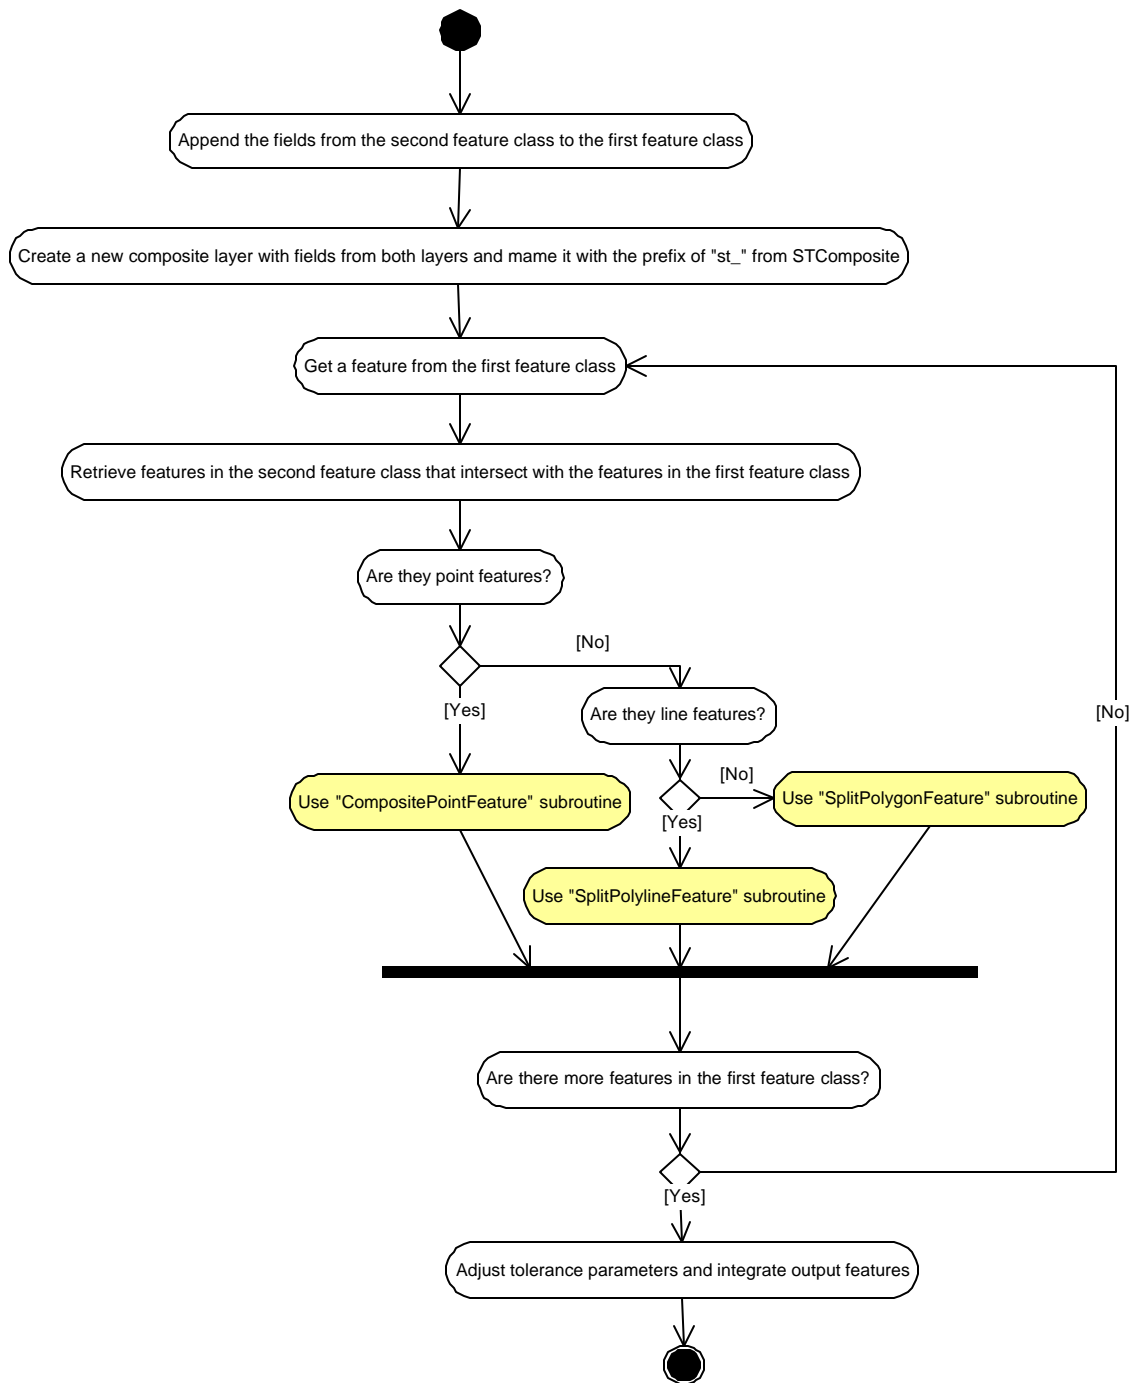 Append the fields from the second feature class to the first feature class
Create a new composite layer with fields from both layers and mame it with the prefix of "st_" from STComposite
Get a feature from the first feature class
Retrieve features in the second feature class that intersect with the features in the first feature class
Are they point features?
[No]
[Yes]
Are they line features?
[No]
[No]
Use "CompositePointFeature" subroutine
Use "SplitPolygonFeature" subroutine
[Yes]
Use "SplitPolylineFeature" subroutine
Are there more features in the first feature class?
[Yes]
Adjust tolerance parameters and integrate output features